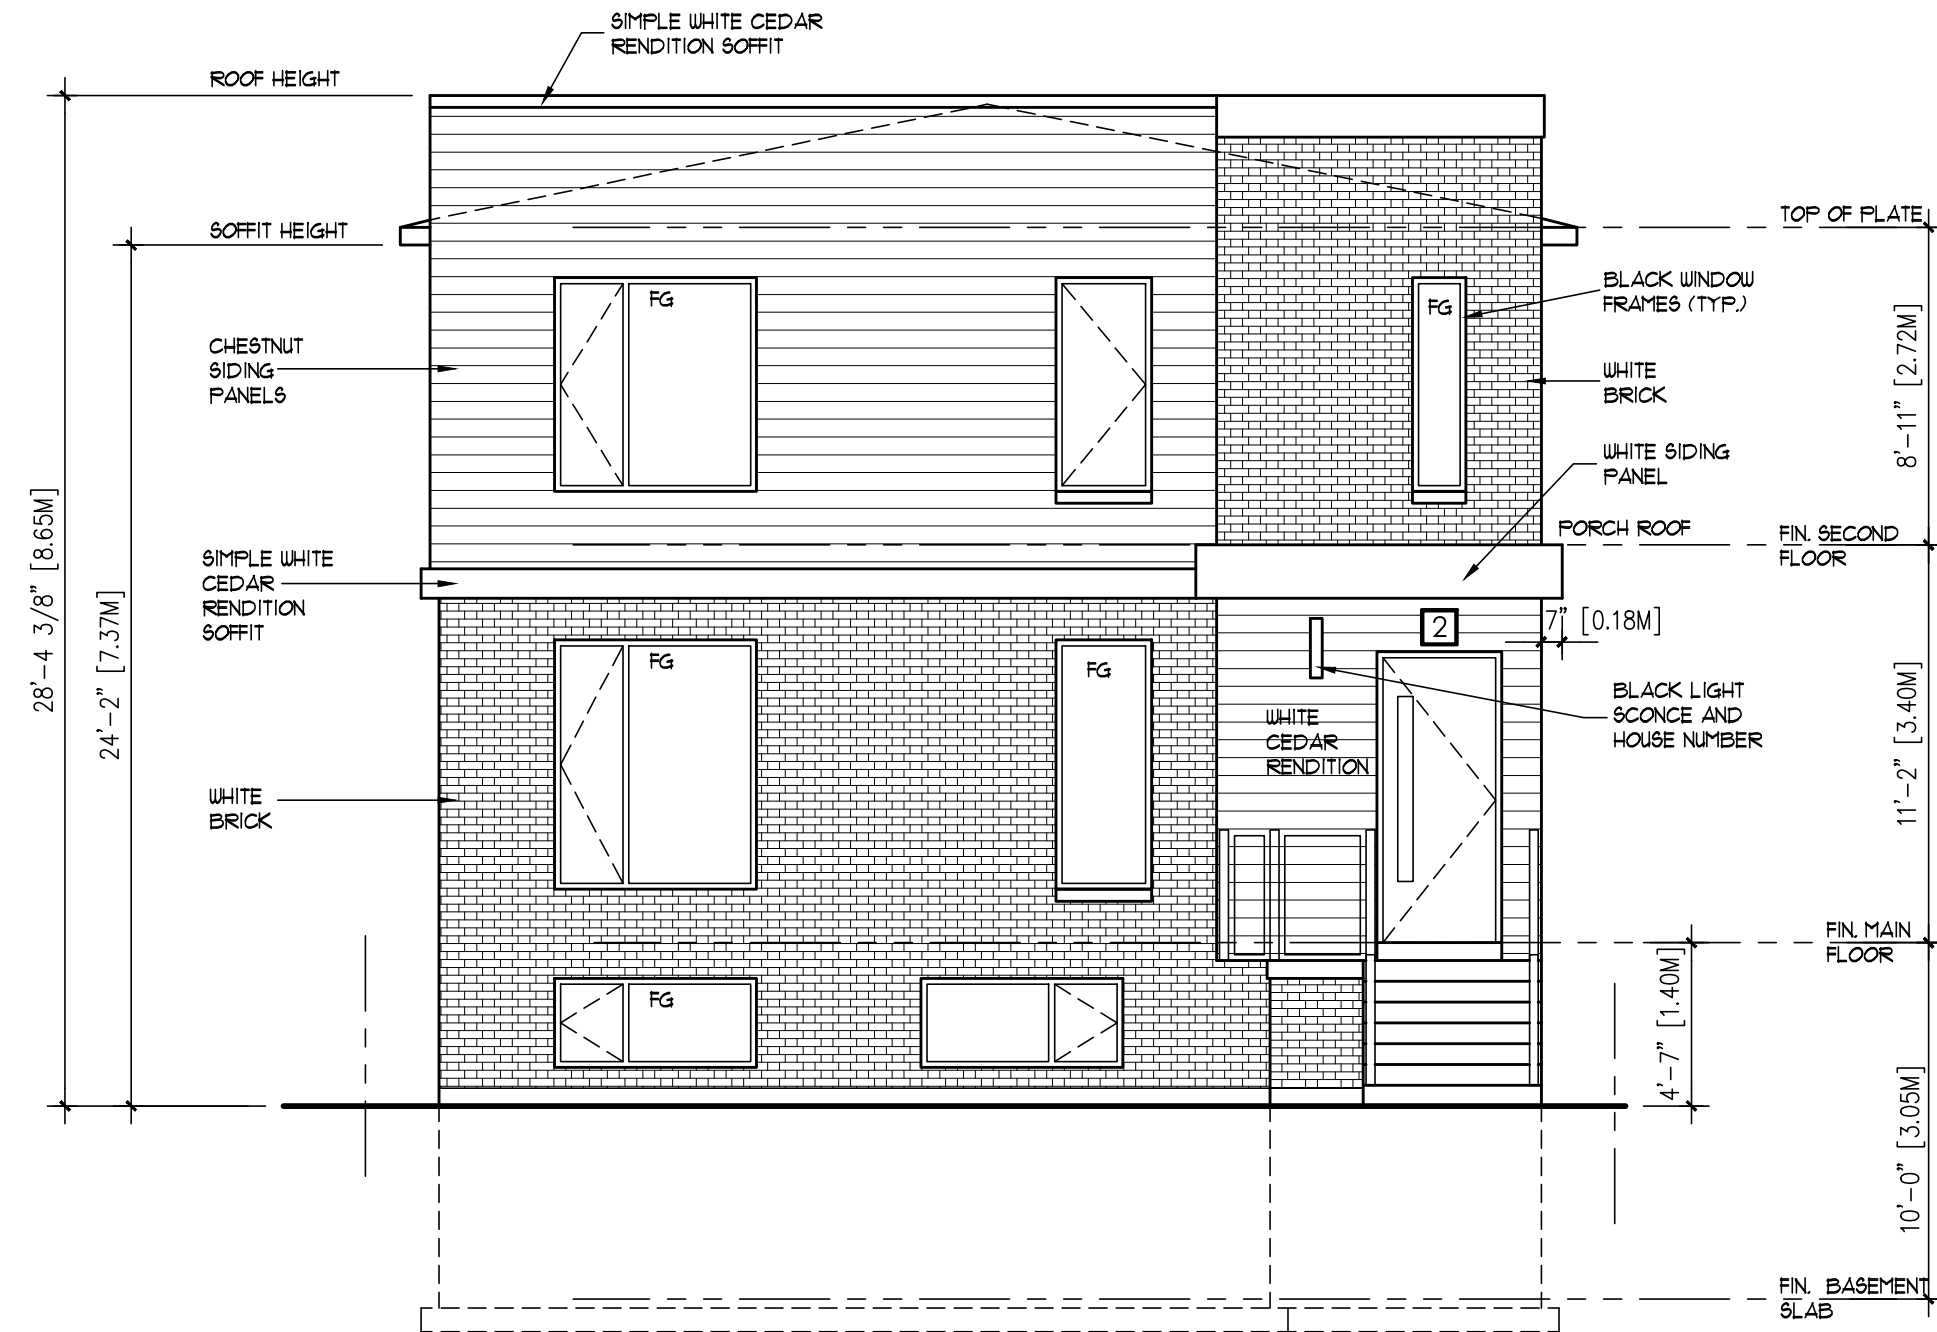 SIMPLE WHITE CEDAR
RENDITION SOFFIT
ROOF HEIGHT
SOFFIT HEIGHT
TOP OF PLATE
FG
FG
BLACK WINDOW
FRAMES (TYP.)
CHESTNUT
SIDING
PANELS
WHITE
BRICK
8'-11" [2.72M]
WHITE SIDING
PANEL
28'-4 3/8" [8.65M]
24'-2" [7.37M]
PORCH ROOF
FIN. SECOND
FLOOR
SIMPLE WHITE
CEDAR
RENDITION
SOFFIT
2
7" [0.18M]
FG
FG
BLACK LIGHT
SCONCE AND
HOUSE NUMBER
WHITE
CEDAR
RENDITION
11'-2" [3.40M]
WHITE
BRICK
FIN. MAIN
FLOOR
FG
4'-7" [1.40M]
10'-0" [3.05M]
FIN. BASEMENT
SLAB